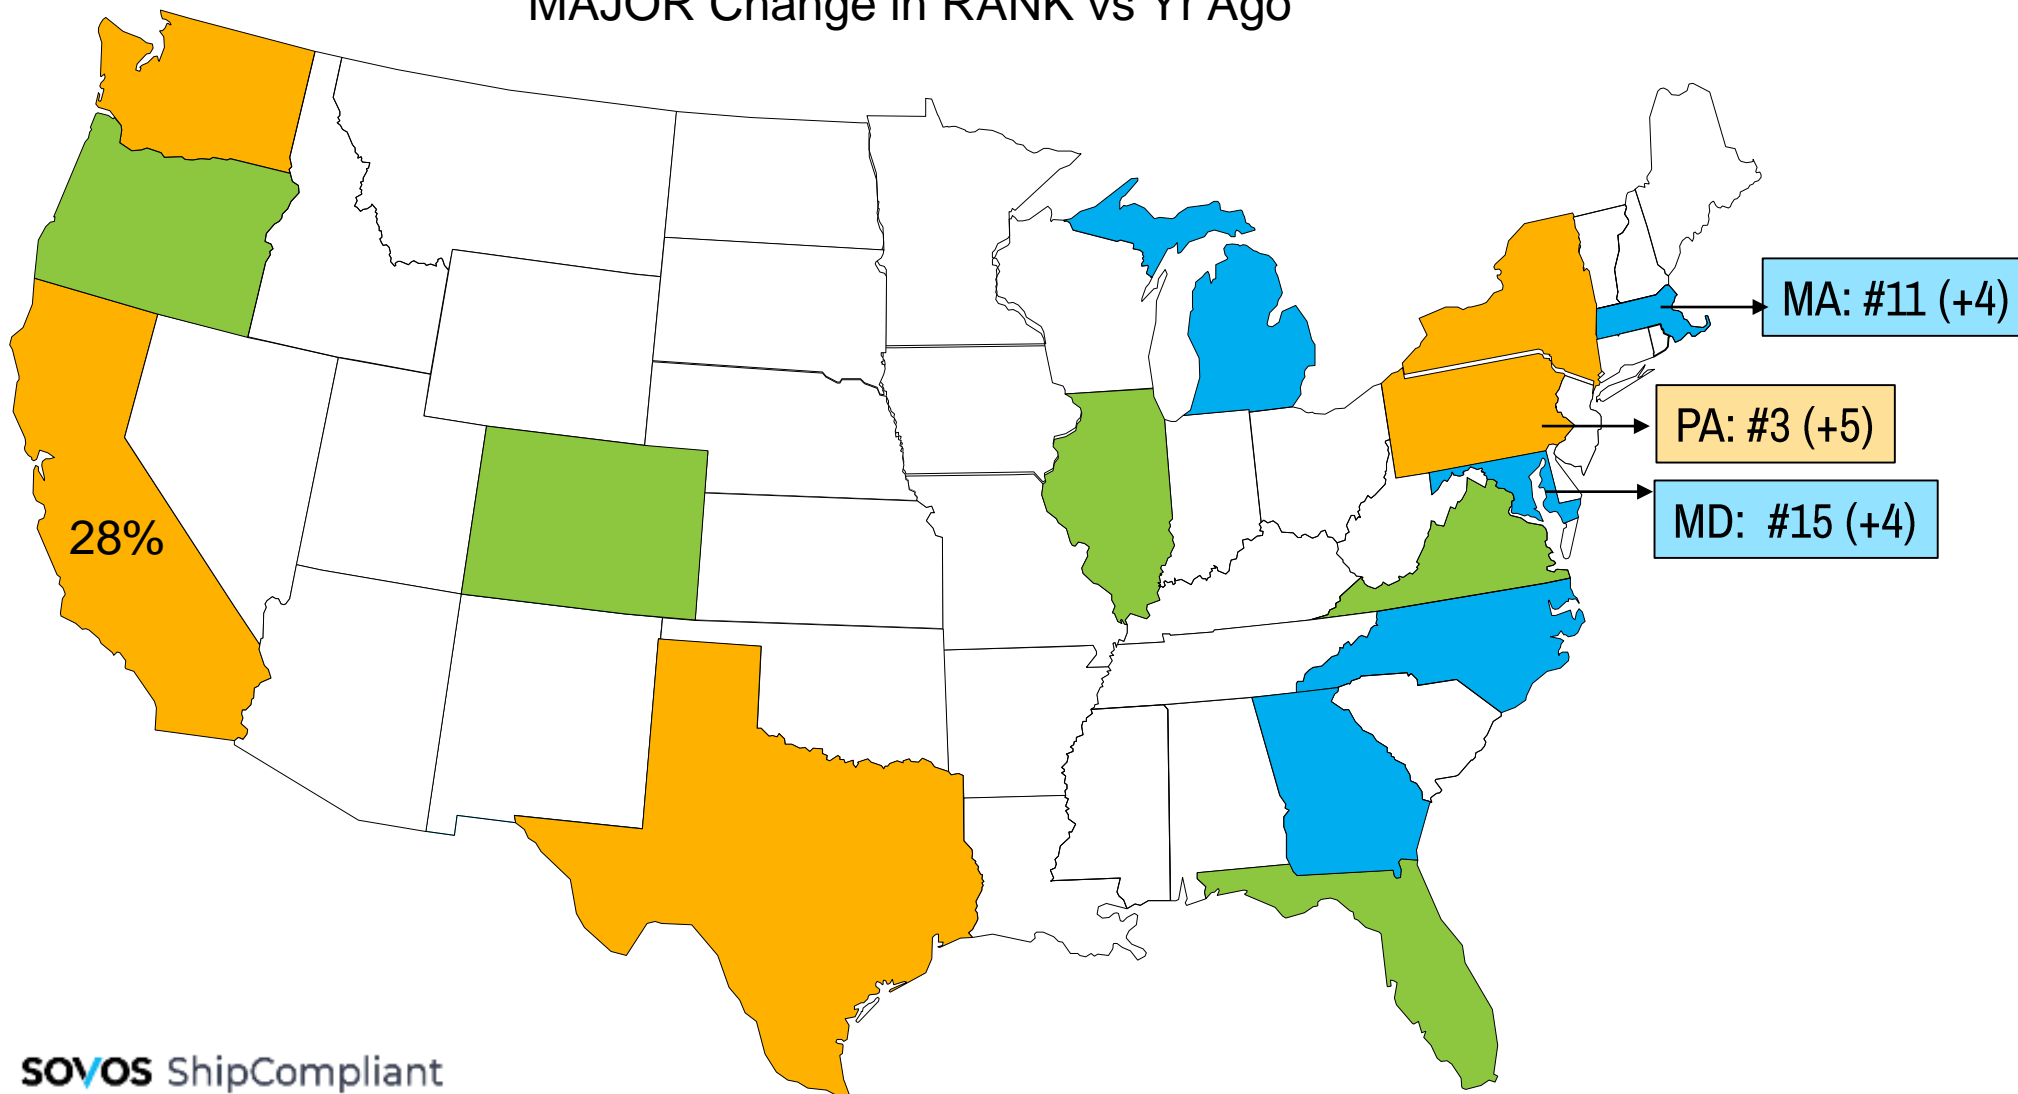 MAJOR Change in RANK vs Yr Ago
MA: #11 (+4)
PA: #3 (+5)
MD: #15 (+4)
28%
SOVOS ShipCompliant